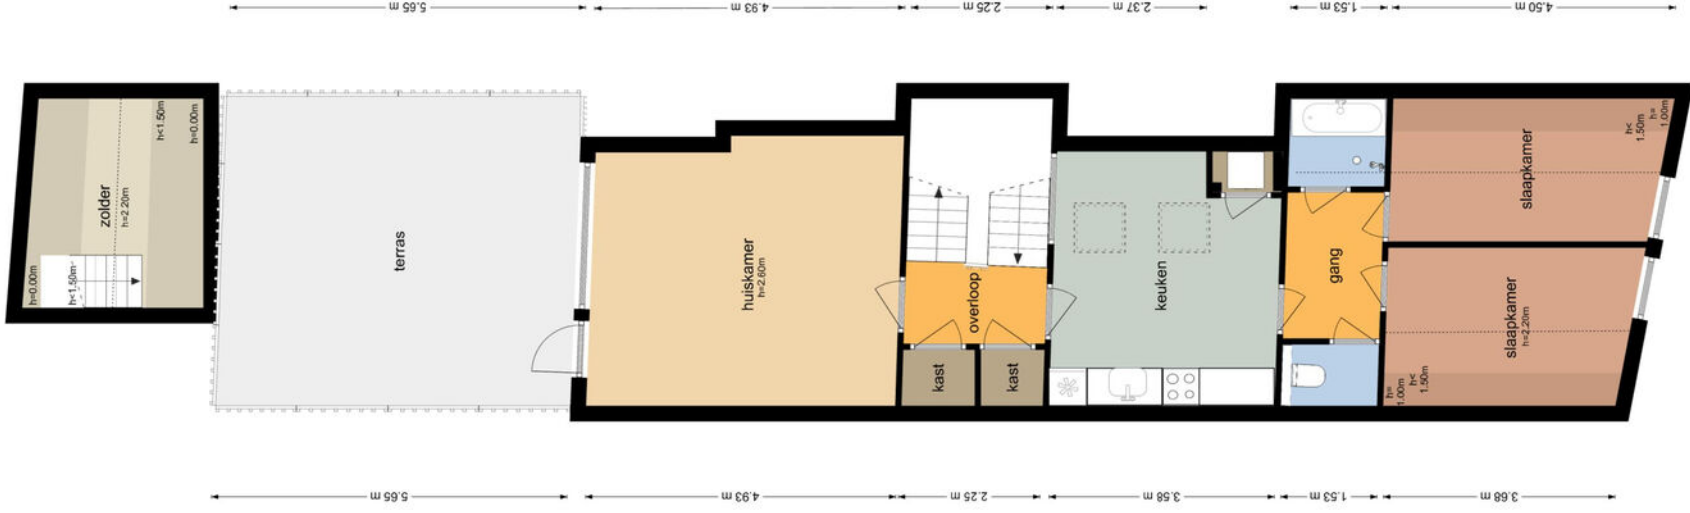 5.65 m
4.93 m
2.25 m
2.37 m
1.53 m
4.50 m
h<1.50m
h=0.00m
zolder
h=2.20m
h=0.00m
h<1.50m
terras
huiskamer
h=2.60m
overloop
kast
kast
keuken
gang
slaapkamer
h<
1.50m
h=
1.00m
slaapkamer
h=2.20m
h=
1.00m
h<
1.50m
5.65 m
4.93 m
2.25 m
3.58 m
1.53 m
3.68 m